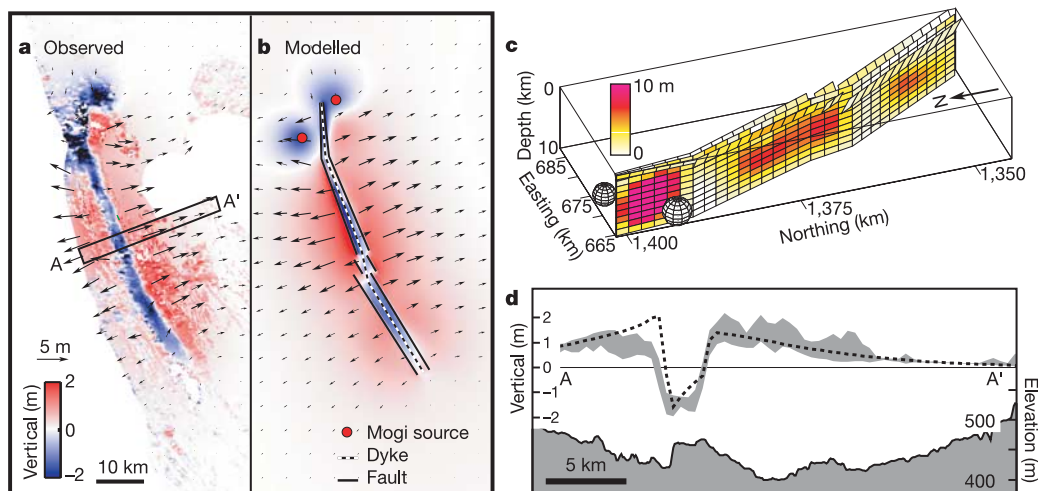 a Observed
A
A'
5 m
Vertical (m)
2
0
−2
10 km
b Modelled
Mogi source
Dyke
Fault
c
10 m
0
Depth (km)
0
10
685
675
665
Easting (km)
1,400
1,375
1,350
Northing (km)
N
d
Vertical (m)
2
1
0
−1
−2
A
A'
5 km
Elevation (m)
500
400